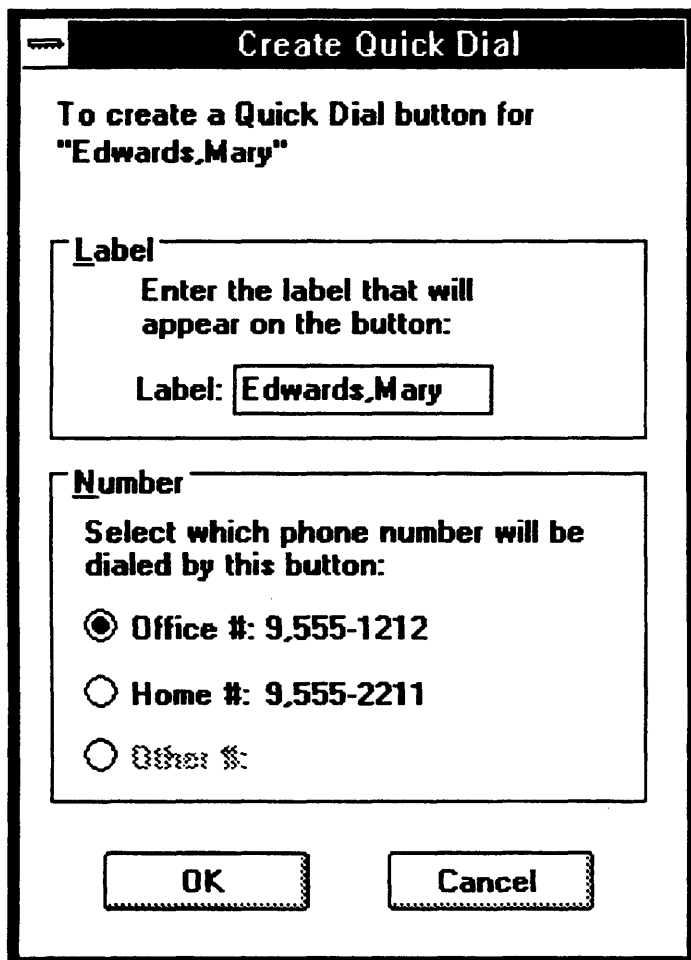 Create Quick Dial
To create a Quick Dial button for
"Edwards,Mary"
Label
Enter the label that will
appear on the button:
Label: Edwards,Mary
Number
Select which phone number will be
dialed by this button:
Office #: 9,555-1212
Home #: 9,555-2211
Other #:
OK
Cancel